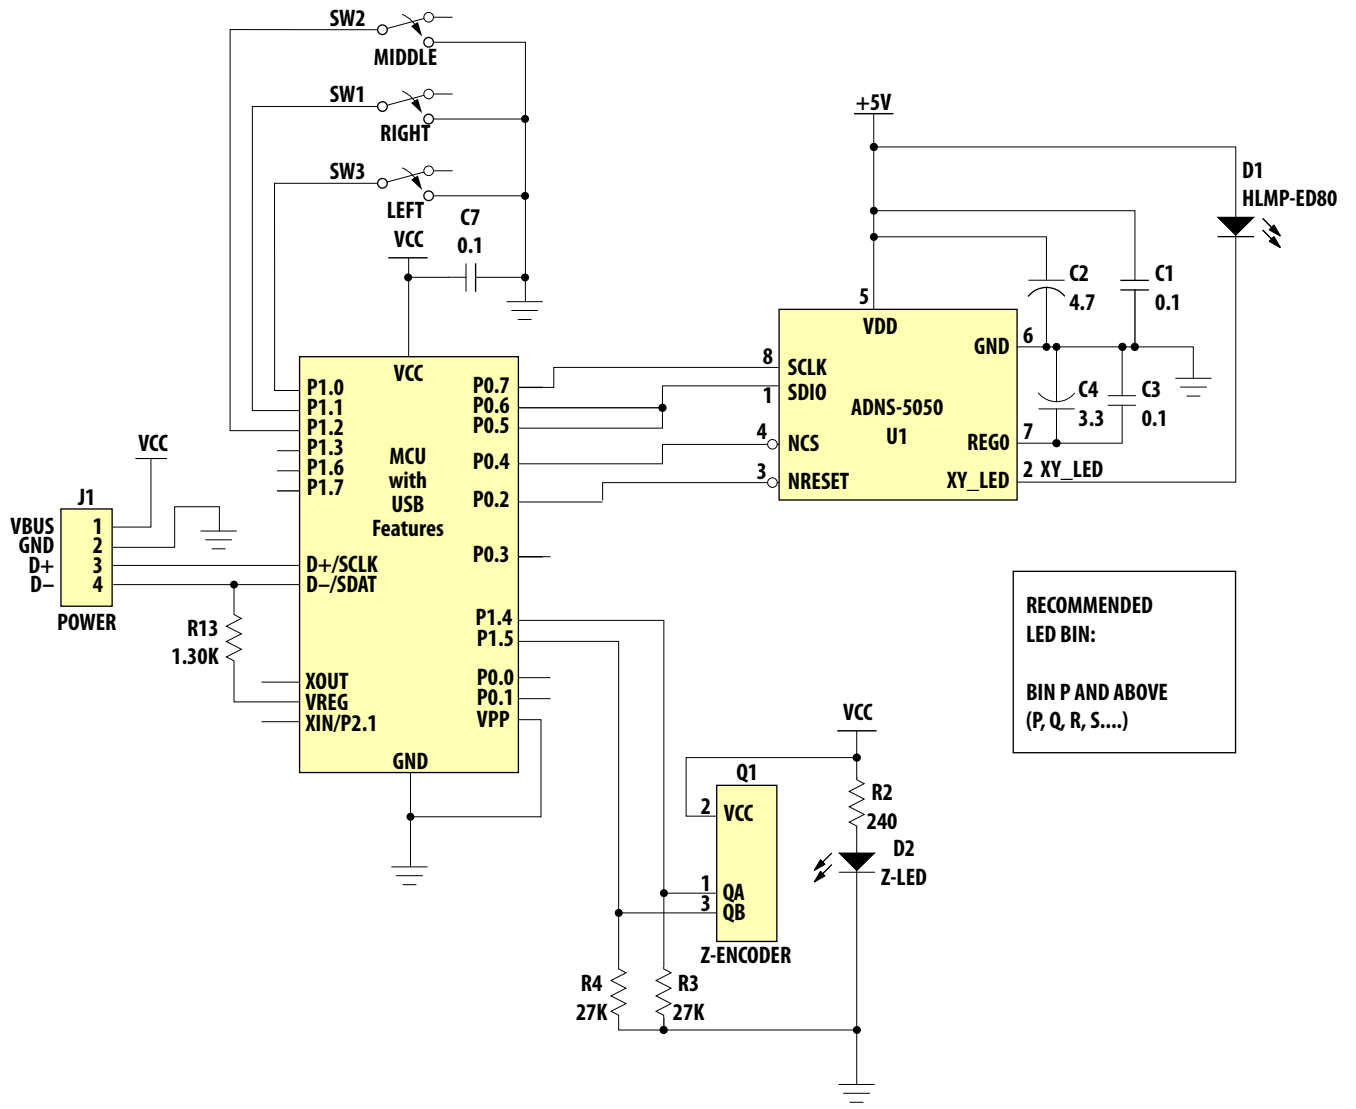 SW2
MIDDLE
SW1
RIGHT
SW3
LEFT
C7
0.1
VCC
+5V
D1
HLMP-ED80
C2
4.7
C1
0.1
5
VDD
GND 6
8 SCLK
1 SDIO
ADNS-5050
U1
4 NCS
3 NRESET
C4
3.3
C3
0.1
REG0 7
XY_LED 2 XY_LED
VCC
P1.0
P1.1
P1.2
P1.3
P1.6
P1.7
P0.7
P0.6
P0.5
P0.4
P0.2
P0.3
MCU
with
USB
Features
VCC
J1
VBUS 1
GND 2
D+ 3
D− 4
POWER
D+/SCLK
D−/SDAT
R13
1.30K
XOUT
VREG
XIN/P2.1
P1.4
P1.5
P0.0
P0.1
VPP
GND
RECOMMENDED
LED BIN:
BIN P AND ABOVE
(P, Q, R, S....)
VCC
Q1
2 VCC
1 QA
3 QB
Z-ENCODER
R2
240
D2
Z-LED
R4
27K
R3
27K